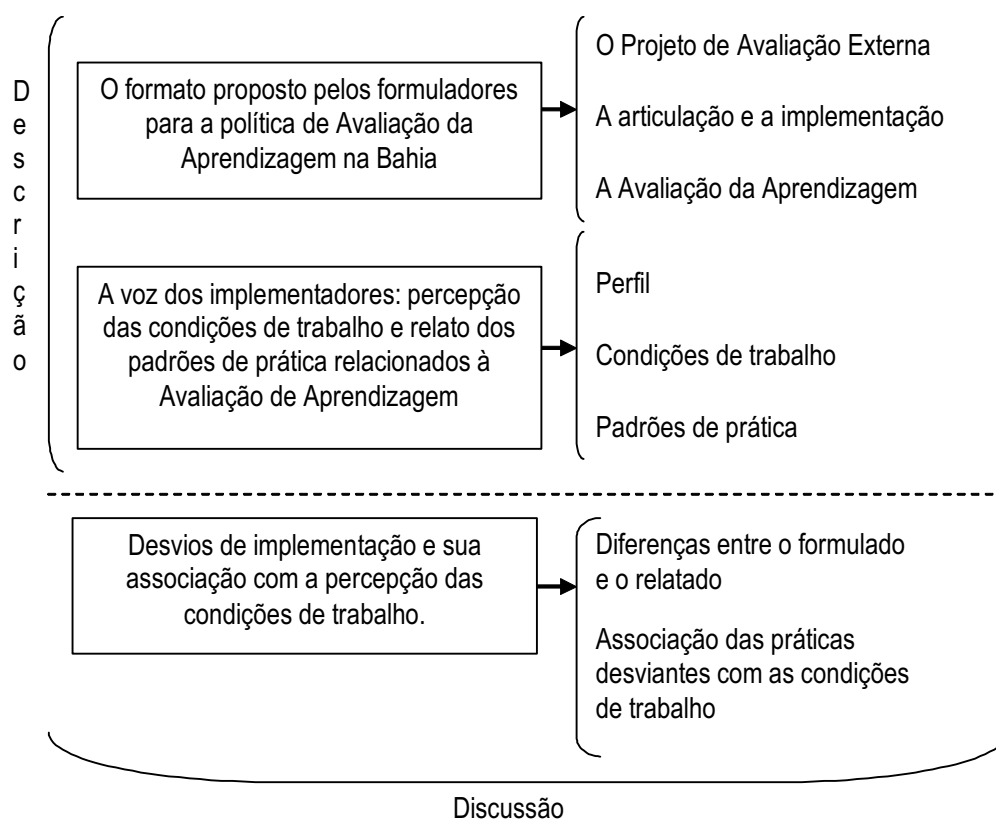 Descrição
O formato proposto pelos formuladores
para a política de Avaliação da
Aprendizagem na Bahia
O Projeto de Avaliação Externa
A articulação e a implementação
A Avaliação da Aprendizagem
A voz dos implementadores: percepção
das condições de trabalho e relato dos
padrões de prática relacionados à
Avaliação de Aprendizagem
Perfil
Condições de trabalho
Padrões de prática
Desvios de implementação e sua
associação com a percepção das
condições de trabalho.
Diferenças entre o formulado
e o relatado
Associação das práticas
desviantes com as condições
de trabalho
Discussão